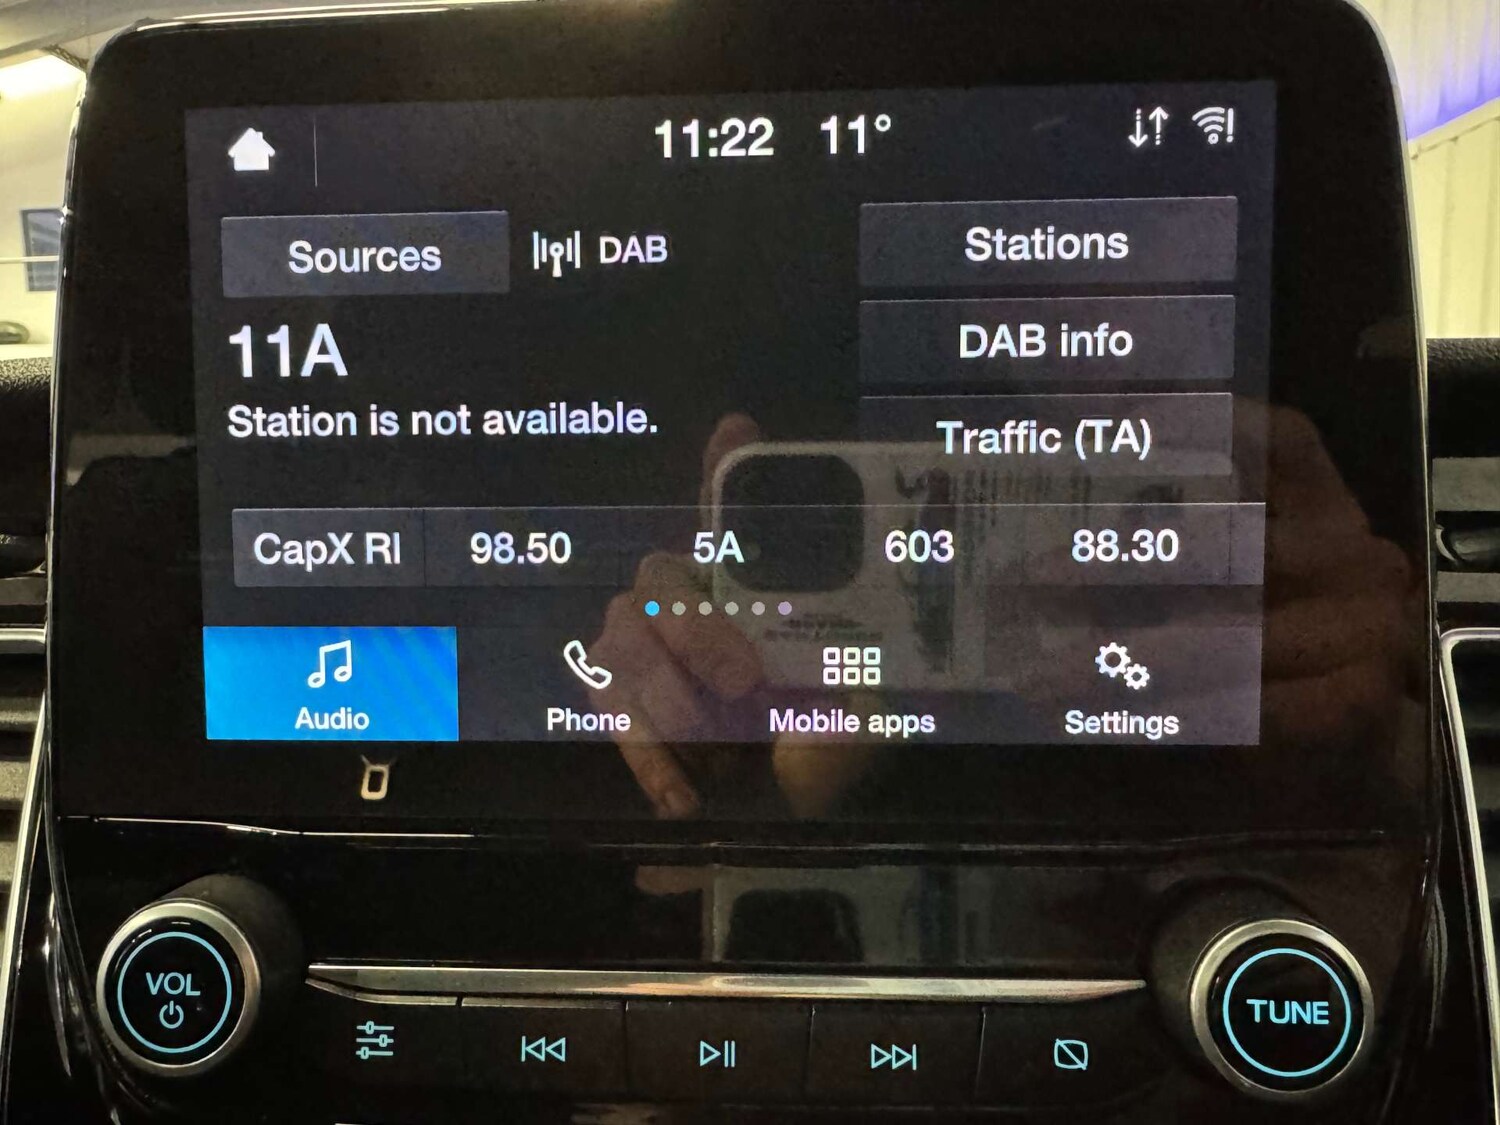 11:22 11°
Sources DAB Stations
11A
Station is not available.
DAB info
Traffic (TA)
CapX RI 98.50 5A 603 88.30
Audio Phone Mobile apps Settings
VOL
TUNE